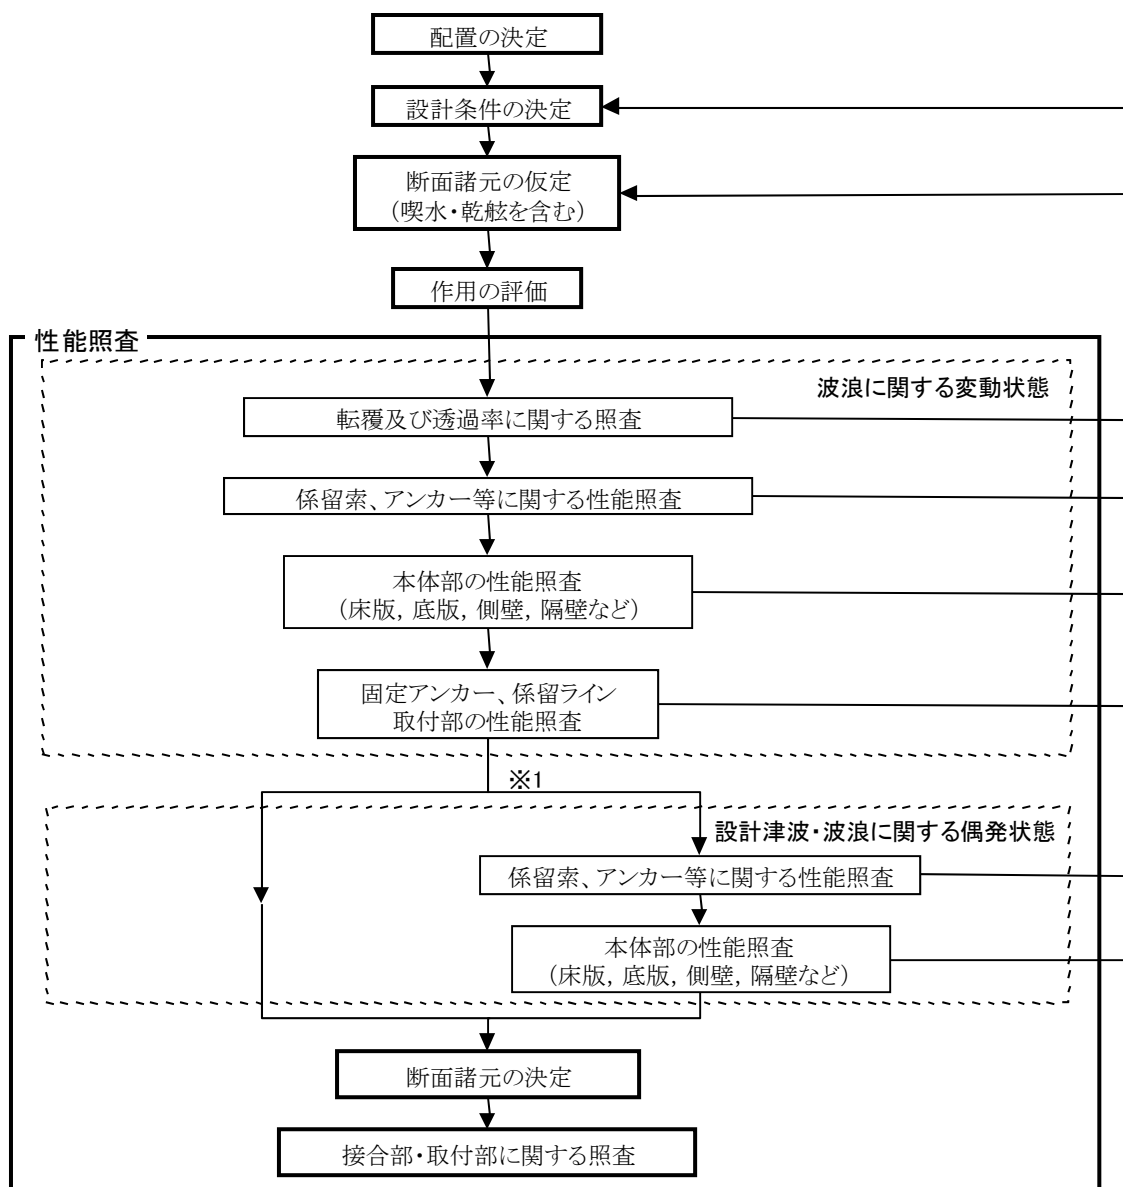 配置の決定
設計条件の決定
断面諸元の仮定
(喫水・乾舷を含む)
作用の評価
性能照査
波浪に関する変動状態
転覆及び透過率に関する照査
係留索、アンカー等に関する性能照査
本体部の性能照査
(床版, 底版, 側壁, 隔壁など)
固定アンカー、係留ライン
取付部の性能照査
※1
設計津波・波浪に関する偶発状態
係留索、アンカー等に関する性能照査
本体部の性能照査
(床版, 底版, 側壁, 隔壁など)
断面諸元の決定
接合部・取付部に関する照査